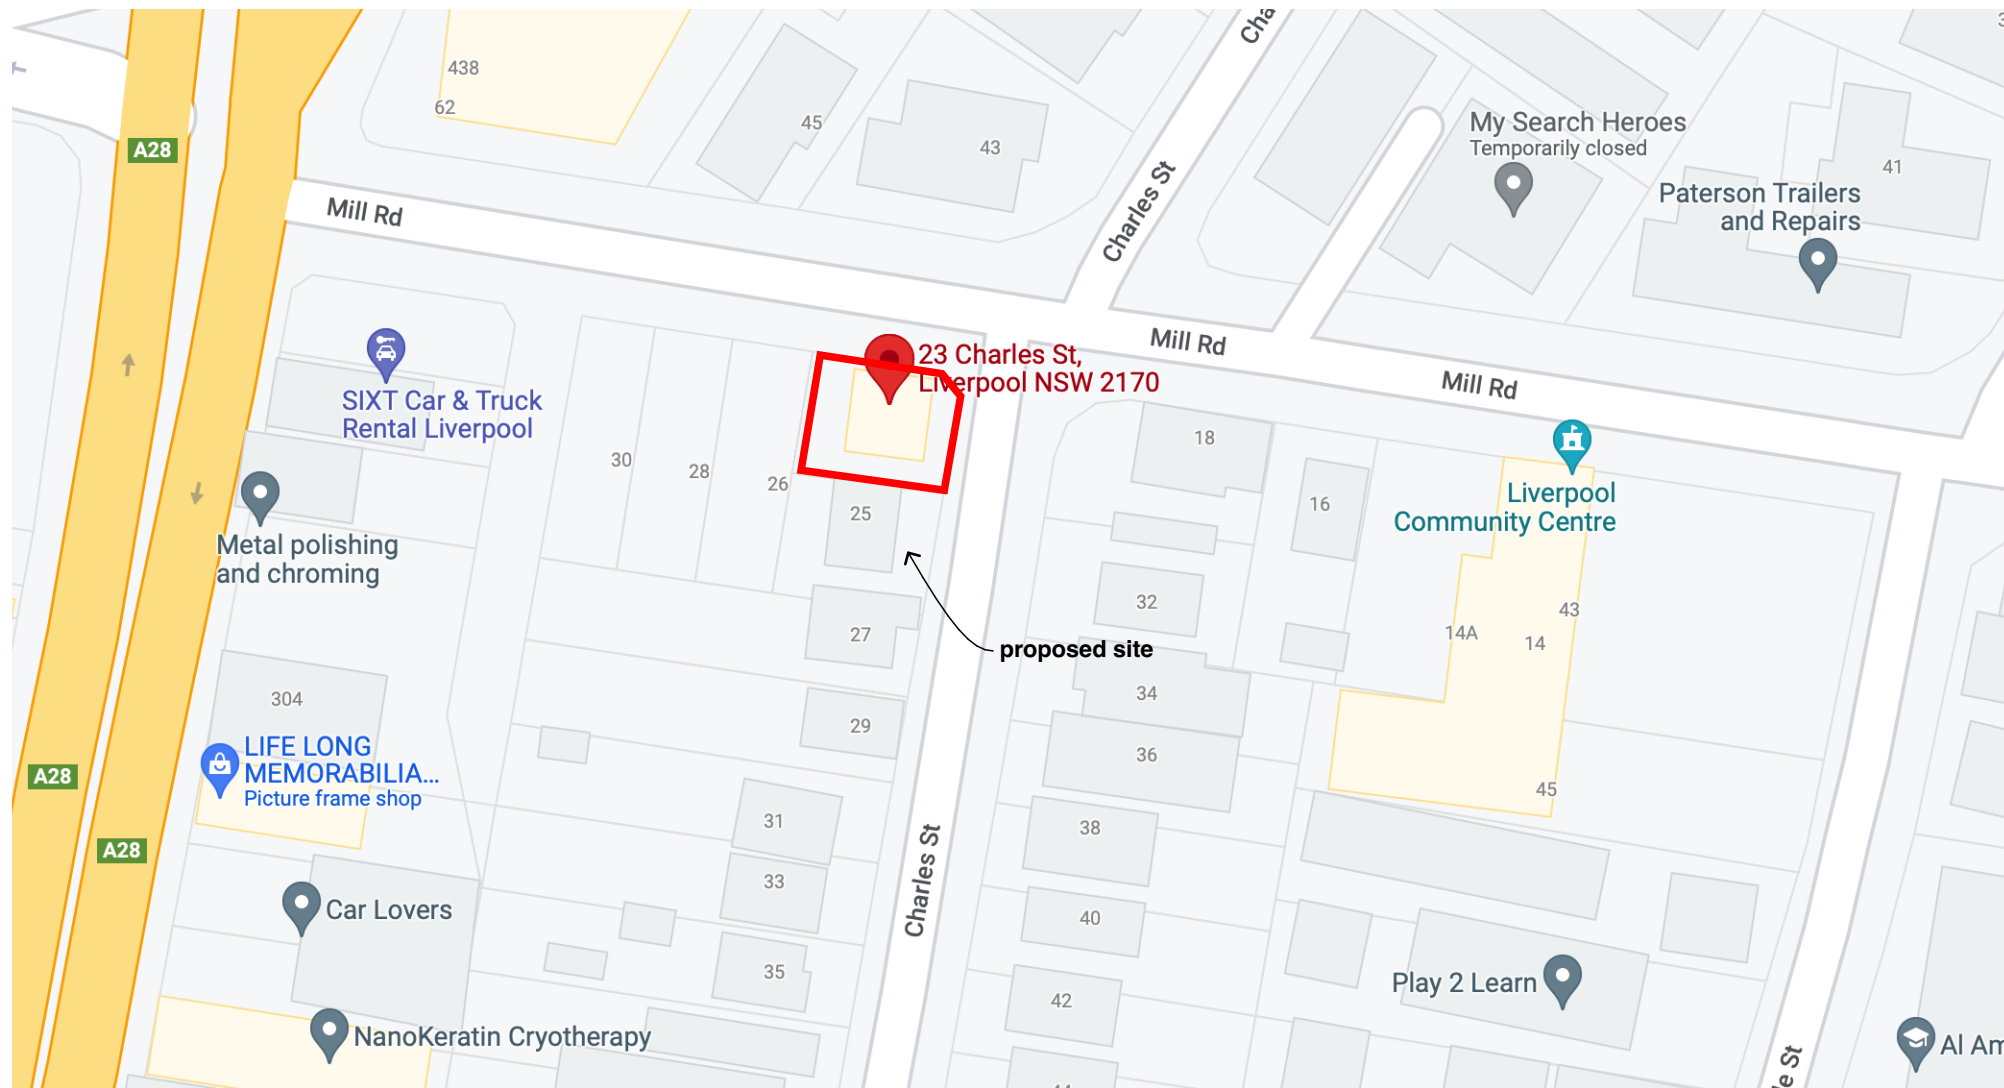 Cha
438
62
A28
45
43
Charles St
My Search Heroes
Temporarily closed
41
Paterson Trailers
and Repairs
Mill Rd
Mill Rd
Mill Rd
23 Charles St,
Liverpool NSW 2170
SIXT Car & Truck
Rental Liverpool
30
28
26
25
18
16
Liverpool
Community Centre
Metal polishing
and chroming
27
proposed site
32
14A
14
43
304
29
34
36
45
LIFE LONG
MEMORABILIA...
Picture frame shop
A28
A28
31
33
35
Charles St
38
40
42
Car Lovers
Play 2 Learn
NanoKeratin Cryotherapy
Al Am
e St